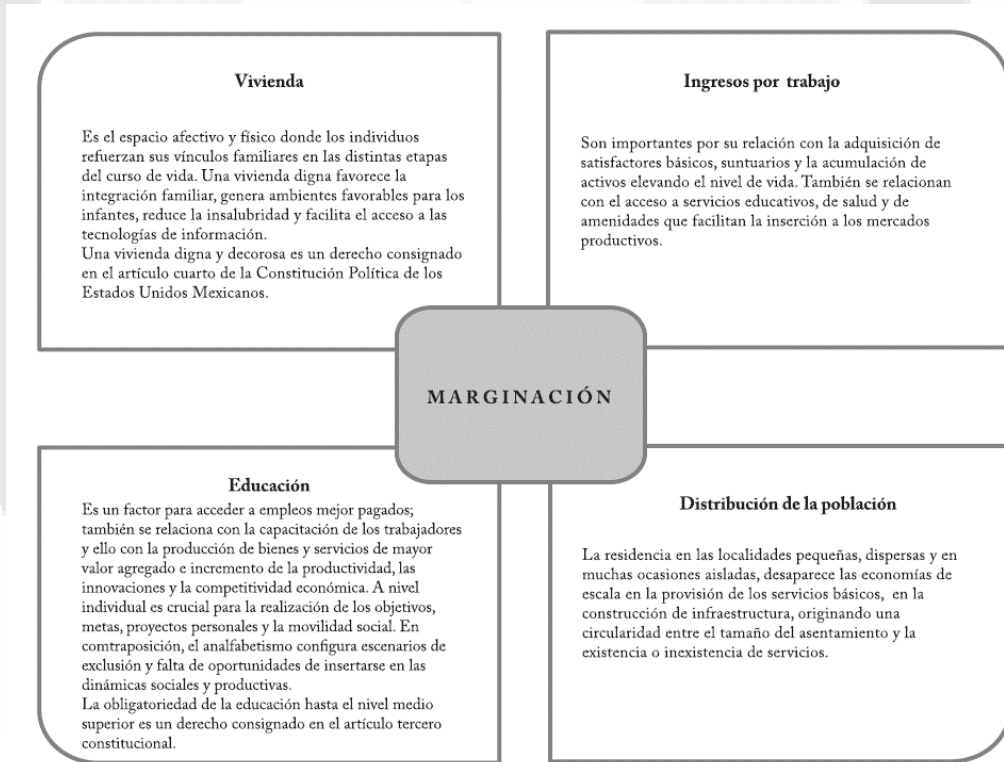 Vivienda
Es el espacio afectivo y físico donde los individuos
refuerzan sus vínculos familiares en las distintas etapas
del curso de vida. Una vivienda digna favorece la
integración familiar, genera ambientes favorables para los
infantes, reduce la insalubridad y facilita el acceso a las
tecnologías de información.
Una vivienda digna y decorosa es un derecho consignado
en el artículo cuarto de la Constitución Política de los
Estados Unidos Mexicanos.
Ingresos por trabajo
Son importantes por su relación con la adquisición de
satisfactores básicos, suntuarios y la acumulación de
activos elevando el nivel de vida. También se relacionan
con el acceso a servicios educativos, de salud y de
amenidades que facilitan la inserción a los mercados
productivos.
MARGINACIÓN
Educación
Es un factor para acceder a empleos mejor pagados;
también se relaciona con la capacitación de los trabajadores
y ello con la producción de bienes y servicios de mayor
valor agregado e incremento de la productividad, las
innovaciones y la competitividad económica. A nivel
individual es crucial para la realización de los objetivos,
metas, proyectos personales y la movilidad social. En
comtraposición, el analfabetismo configura escenarios de
exclusión y falta de oportunidades de insertarse en las
dinámicas sociales y productivas.
La obligatoriedad de la educación hasta el nivel medio
superior es un derecho consignado en el artículo tercero
constitucional.
Distribución de la población
La residencia en las localidades pequeñas, dispersas y en
muchas ocasiones aisladas, desaparece las economías de
escala en la provisión de los servicios básicos, en la
construcción de infraestructura, originando una
circularidad entre el tamaño del asentamiento y la
existencia o inexistencia de servicios.